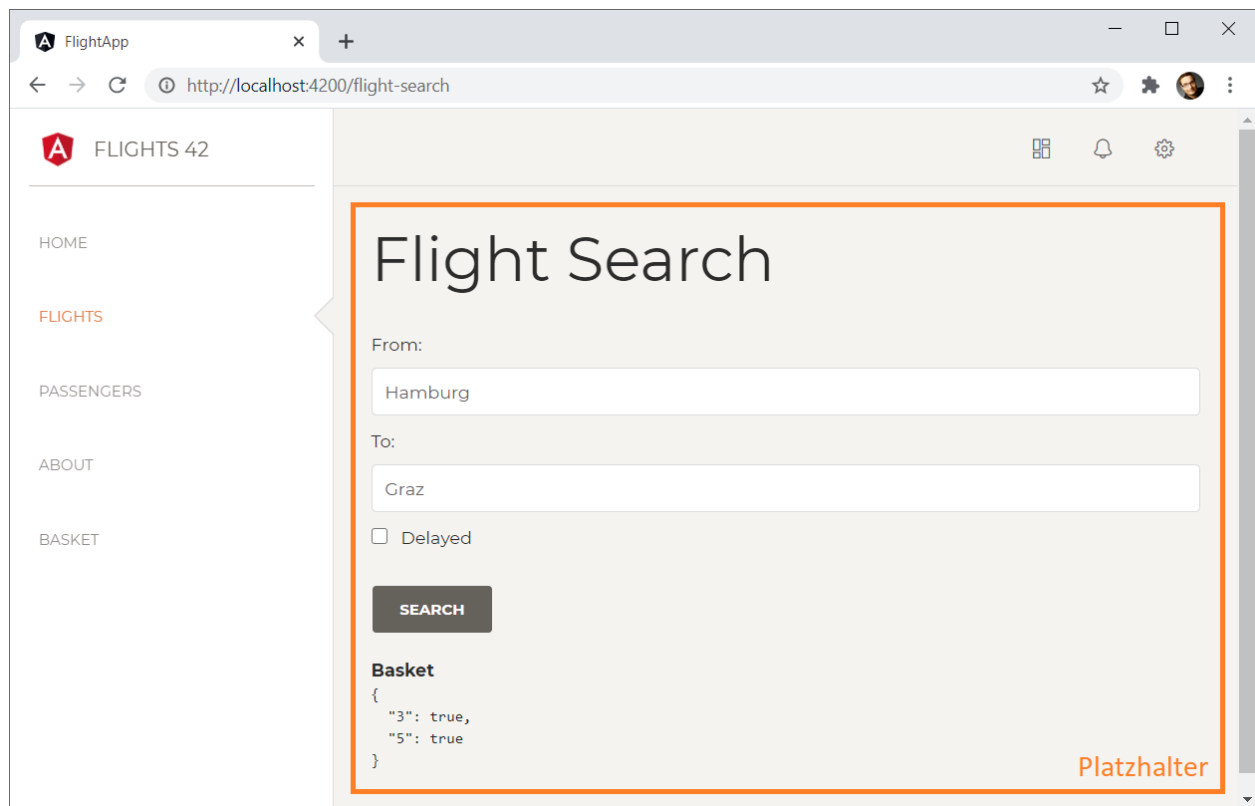 FlightApp
http://localhost:4200/flight-search
FLIGHTS 42
HOME
FLIGHTS
PASSENGERS
ABOUT
BASKET
Flight Search
From:
Hamburg
To:
Graz
Delayed
SEARCH
Basket
{
"3": true,
"5": true
}
Platzhalter